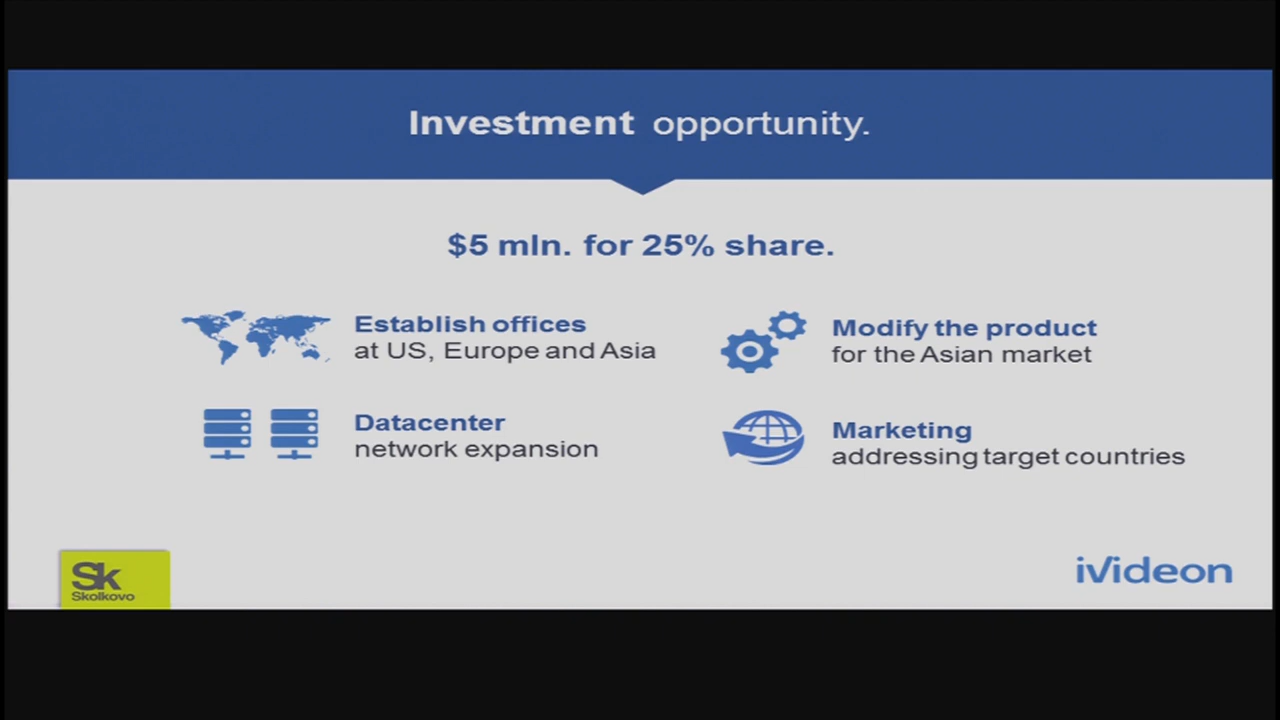 Investment opportunity.
$5 mln. for 25% share.
Establish offices
at US, Europe and Asia
Modify the product
for the Asian market
Datacenter
network expansion
Marketing
addressing target countries
Sk
Skolkovo
iVideon